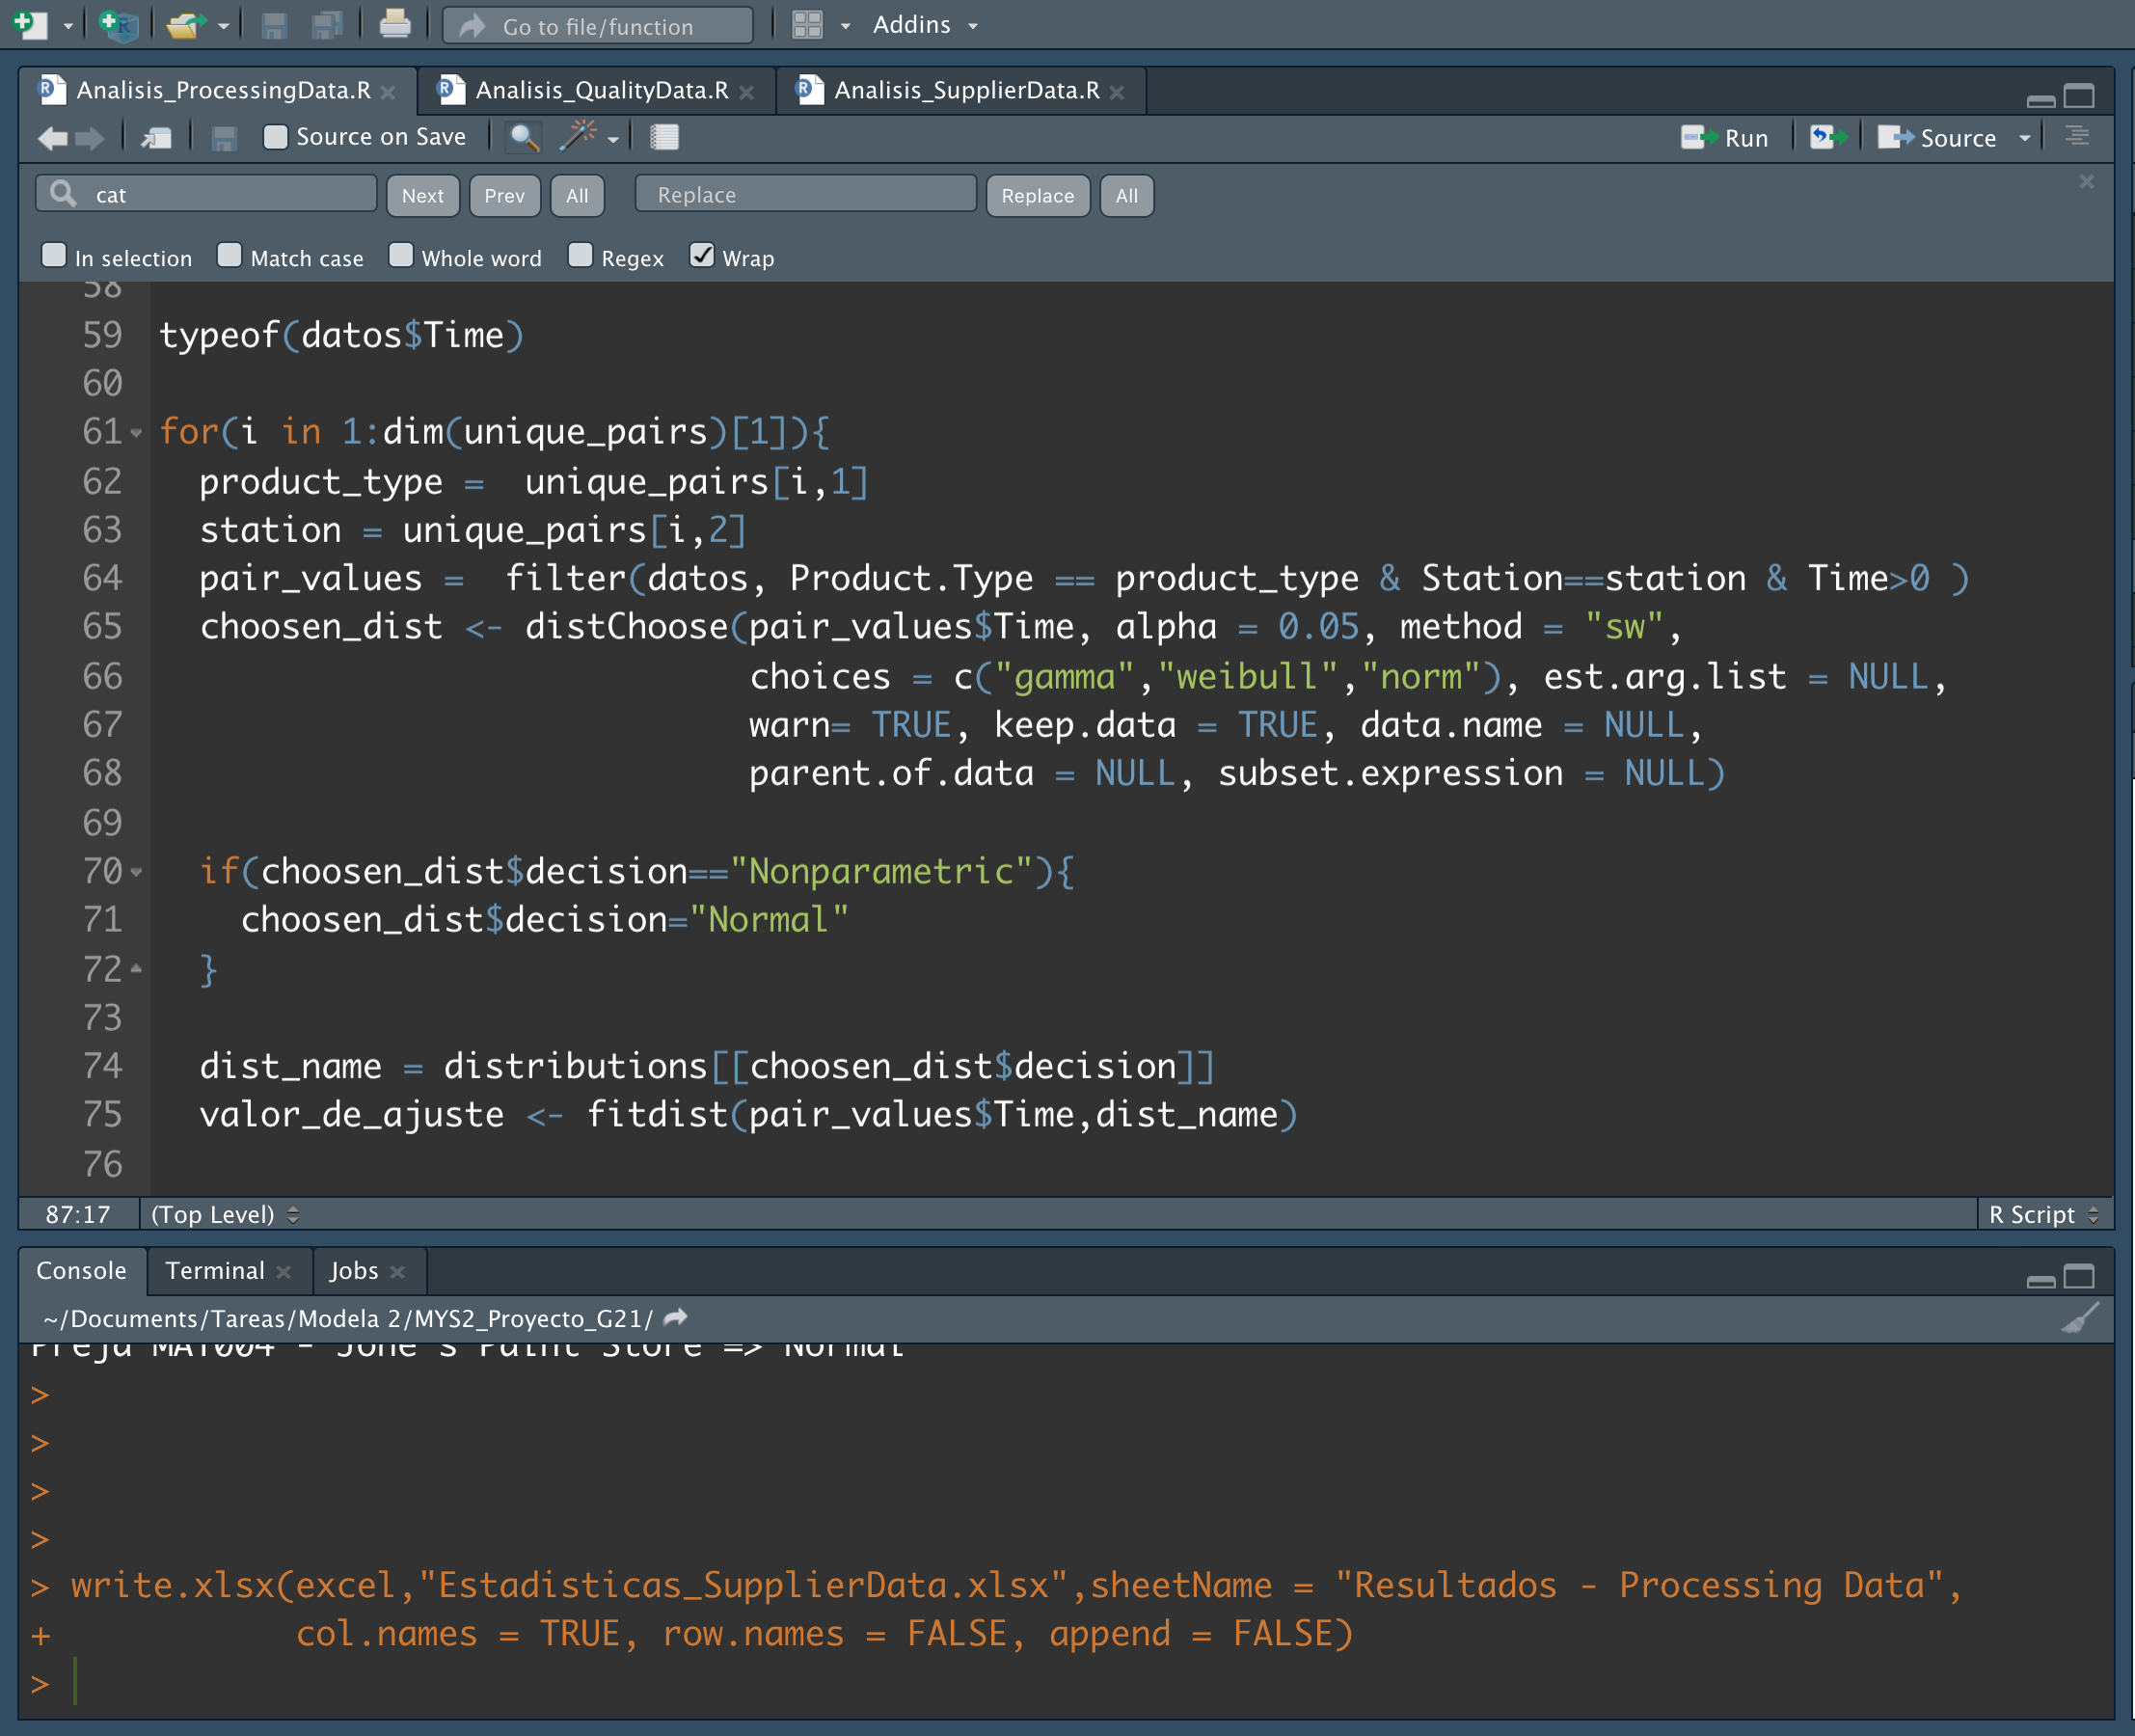 Go to file/function
Addins
Analisis_ProcessingData.R
Analisis_QualityData.R
Analisis_SupplierData.R
Source on Save
Run
Source
cat
Next
Prev
All
Replace
Replace
All
In selection
Match case
Whole word
Regex
Wrap
58
59 typeof(datos$Time)
60
61 for(i in 1:dim(unique_pairs)[1]){
62   product_type =  unique_pairs[i,1]
63   station = unique_pairs[i,2]
64   pair_values =  filter(datos, Product.Type == product_type & Station==station & Time>0 )
65   choosen_dist <- distChoose(pair_values$Time, alpha = 0.05, method = "sw",
66                              choices = c("gamma","weibull","norm"), est.arg.list = NULL,
67                              warn= TRUE, keep.data = TRUE, data.name = NULL,
68                              parent.of.data = NULL, subset.expression = NULL)
69
70   if(choosen_dist$decision=="Nonparametric"){
71     choosen_dist$decision="Normal"
72   }
73
74   dist_name = distributions[[choosen_dist$decision]]
75   valor_de_ajuste <- fitdist(pair_values$Time,dist_name)
76
87:17
(Top Level)
R Script
Console
Terminal
Jobs
~/Documents/Tareas/Modela 2/MYS2_Proyecto_G21/
Preja MAT004 - Jone's Paint Store => Normal
>
>
>
>
> write.xlsx(excel,"Estadisticas_SupplierData.xlsx",sheetName = "Resultados - Processing Data",
+            col.names = TRUE, row.names = FALSE, append = FALSE)
>